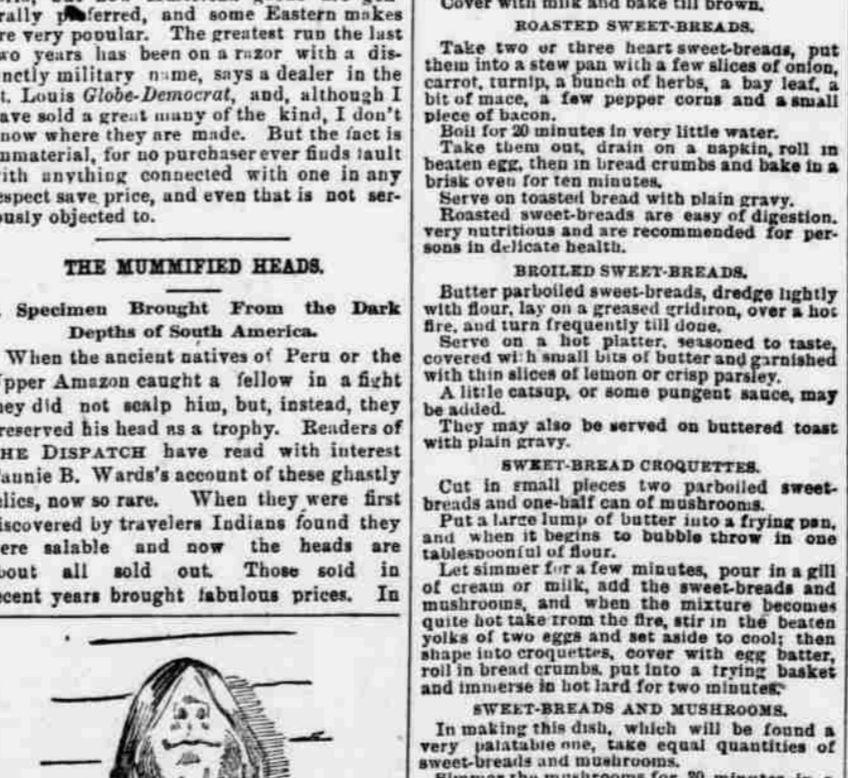 rally preferred, and some Eastern makes
re very popular. The greatest run the last
wo years has been on a razor with a dis-
nctly military name, says a dealer in the
t. Louis Globe-Democrat, and, although I
ave sold a great many of the kind, I don't
now where they are made. But the fact is
nmaterial, for no purchaser ever finds fault
ith anything connected with one in any
espect save price, and even that is not ser-
ously objected to.
THE MUMMIFIED HEADS.
Specimen Brought From the Dark
Depths of South America.
When the ancient natives of Peru or the
pper Amazon caught a fellow in a fight
hey did not scalp him, but, instead, they
reserved his head as a trophy. Readers of
HE DISPATCH have read with interest
annie B. Wards's account of these ghastly
elics, now so rare. When they were first
iscovered by travelers Indians found they
ere salable and now the heads are
bout all sold out. Those sold in
ecent years brought fabulous prices. In
Cover with milk and bake till brown.
ROASTED SWEET-BREADS.
Take two or three heart sweet-breads, put
them into a stew pan with a few slices of onion,
carrot, turnip, a bunch of herbs, a bay leaf, a
bit of mace, a few pepper corns and a small
piece of bacon.
Boil for 20 minutes in very little water.
Take them out, drain on a napkin, roll in
beaten egg, then in bread crumbs and bake in a
brisk oven for ten minutes.
Serve on toasted bread with plain gravy.
Roasted sweet-breads are easy of digestion,
very nutritious and are recommended for per-
sons in delicate health.
BROILED SWEET-BREADS.
Butter parboiled sweet-breads, dredge lightly
with flour, lay on a greased gridiron, over a hot
fire, and turn frequently till done.
Serve on a hot platter, seasoned to taste,
covered with small bits of butter and garnished
with thin slices of lemon or crisp parsley.
A little catsup, or some pungent sauce, may
be added.
They may also be served on buttered toast
with plain gravy.
SWEET-BREAD CROQUETTES.
Cut in small pieces two parboiled sweet-
breads and one-half can of mushrooms.
Put a large lump of butter into a frying pan,
and when it begins to bubble throw in one
tablespoonful of flour.
Let simmer for a few minutes, pour in a gill
of cream or milk, add the sweet-breads and
mushrooms, and when the mixture becomes
quite hot take from the fire, stir in the beaten
yolks of two eggs and set aside to cool; then
shape into croquettes, cover with egg batter,
roll in bread crumbs, put into a frying basket
and immerse in hot lard for two minutes.
SWEET-BREADS AND MUSHROOMS.
In making this dish, which will be found a
very palatable one, take equal quantities of
sweet-breads and mushrooms.
Simmer the mushrooms for 20 minutes in a